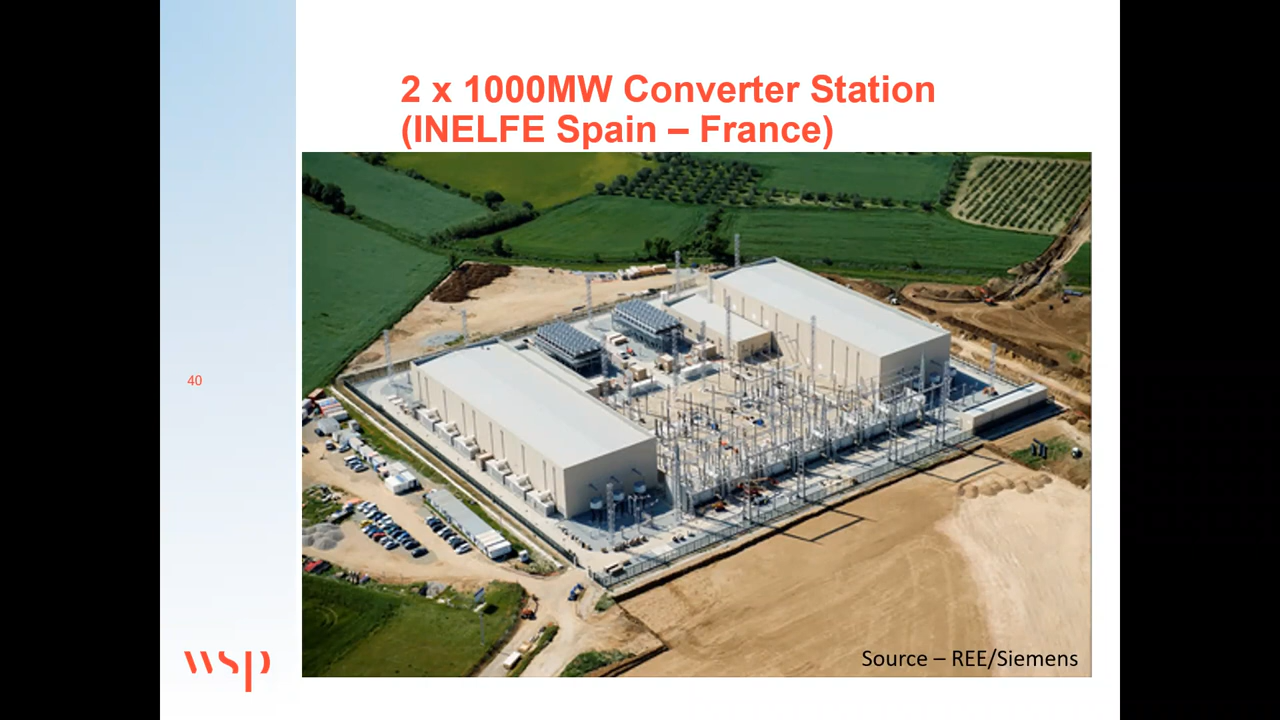 2 x 1000MW Converter Station
(INELFE Spain – France)
40
Source – REE/Siemens
wsp